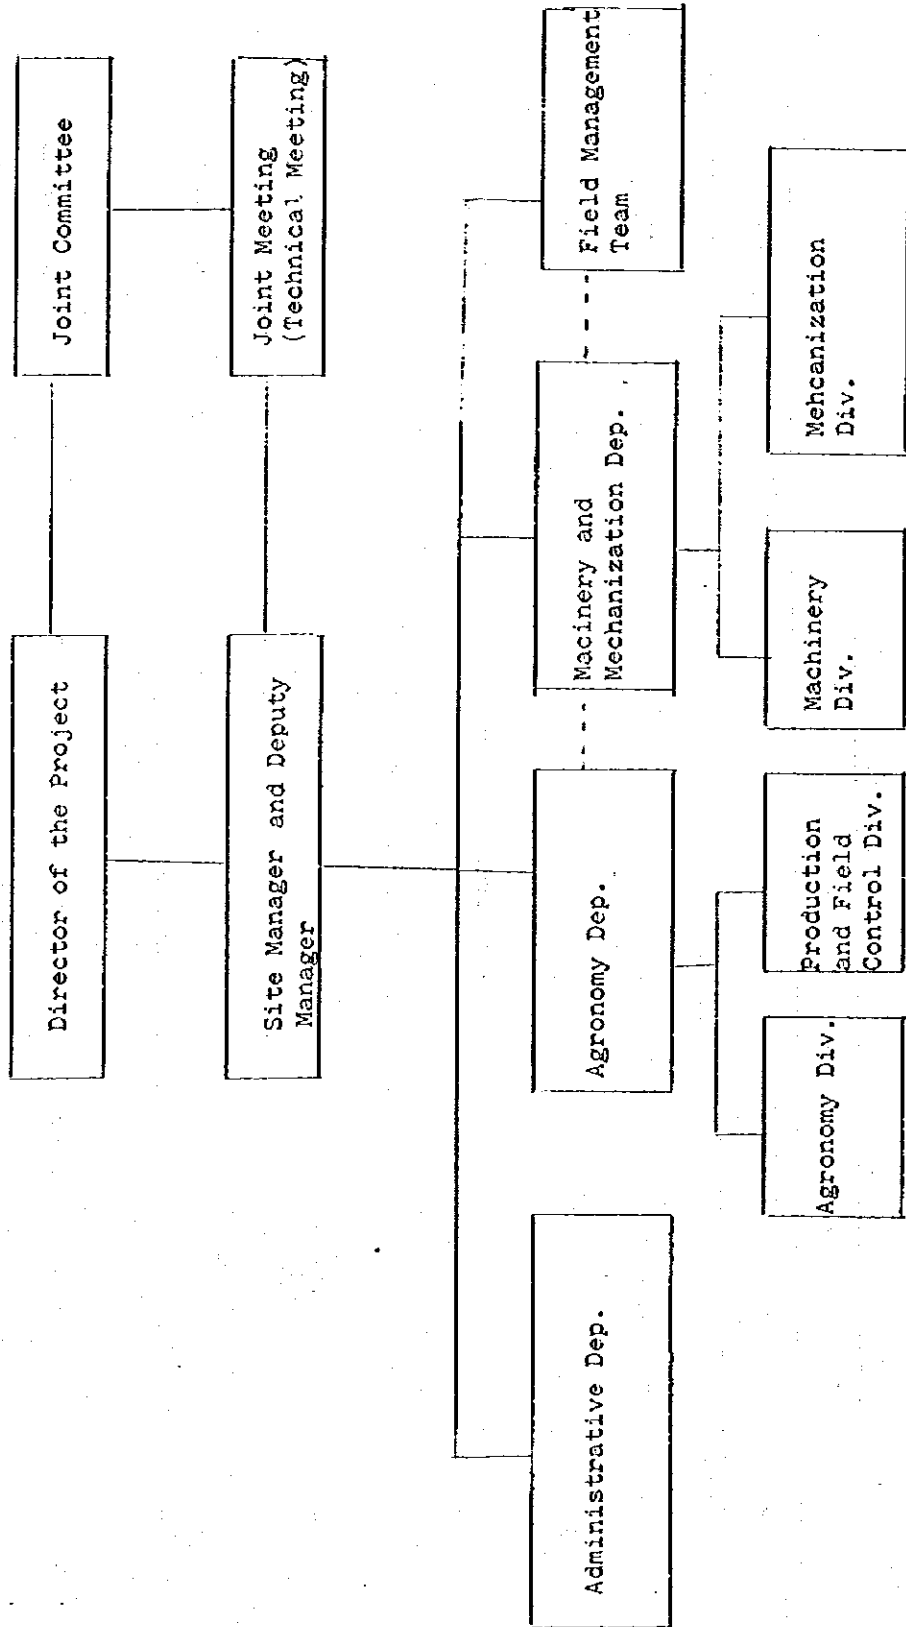 Director of the Project
Joint Committee
Site Manager and Deputy
Manager
Joint Meeting
(Technical Meeting)
Administrative Dep.
Agronomy Dep.
Macinery and
Mechanization Dep.
Field Management
Team
Agronomy Div.
Production
and Field
Control Div.
Machinery
Div.
Mehcanization
Div.